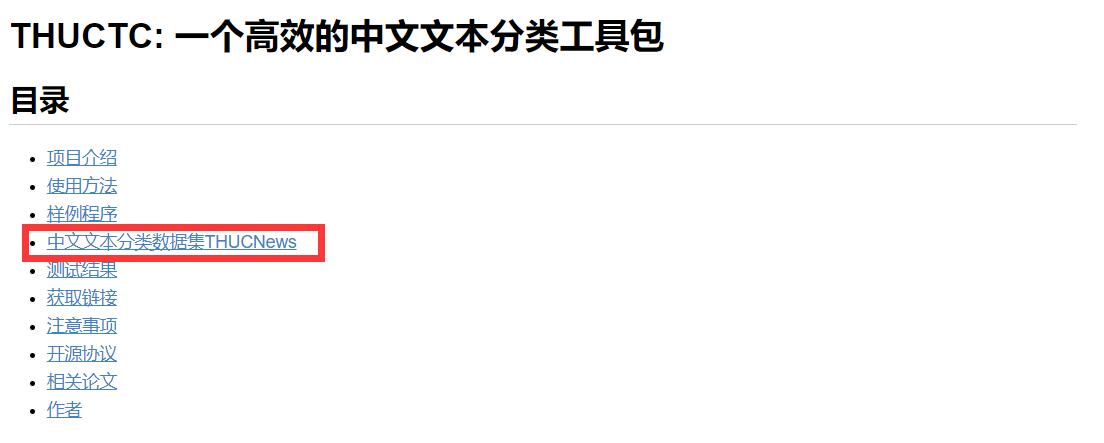 THUCTC: 一个高效的中文文本分类工具包
目录
项目介绍
使用方法
样例程序
中文文本分类数据集THUCNews
测试结果
获取链接
注意事项
开源协议
相关论文
作者